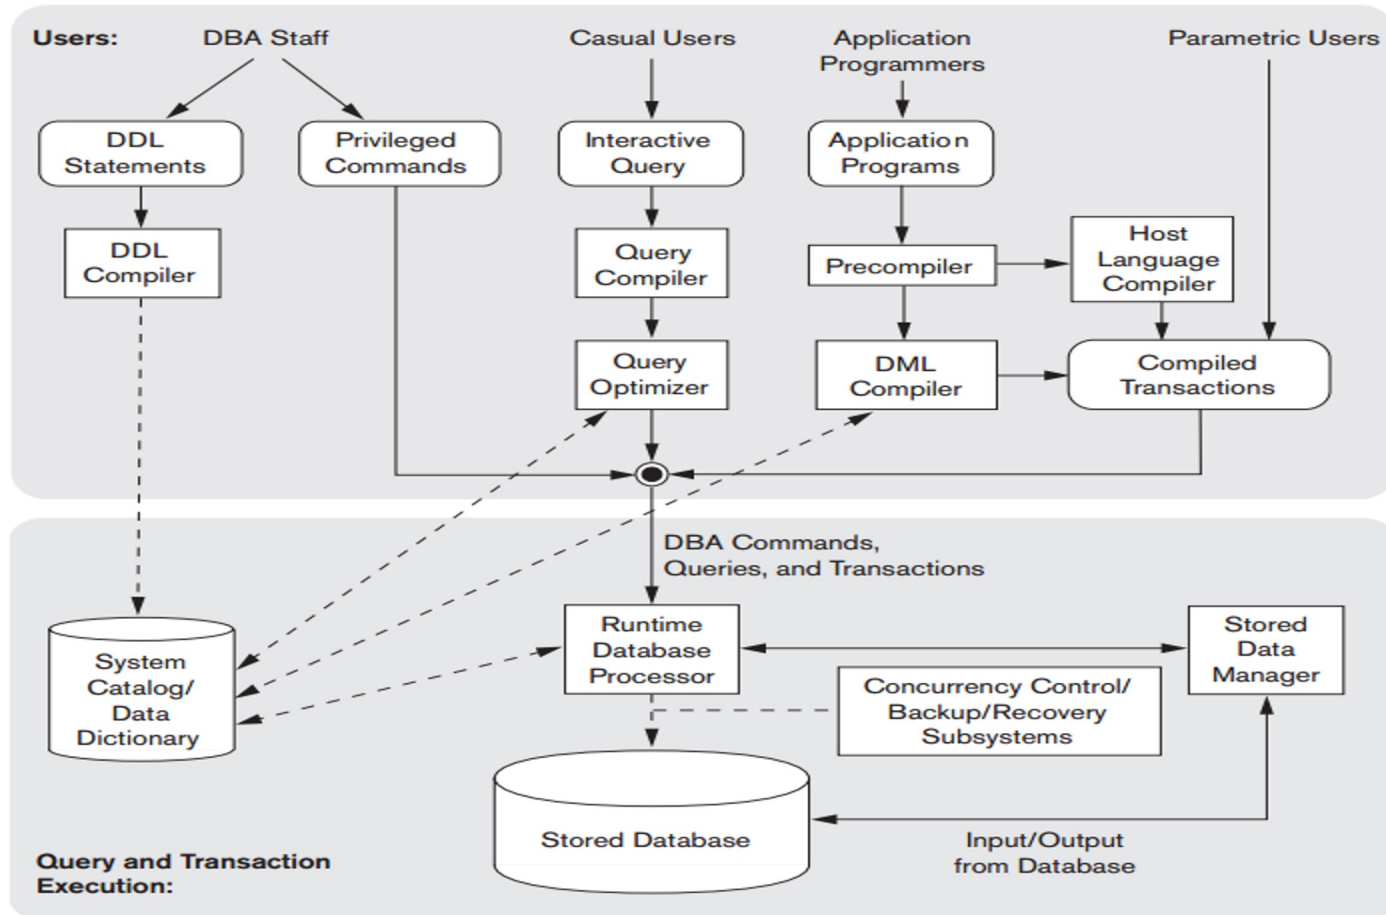 Users:
DBA Staff
Casual Users
Application
Programmers
Parametric Users
DDL
Statements
Privileged
Commands
Interactive
Query
Application
Programs
DDL
Compiler
Query
Compiler
Precompiler
Host
Language
Compiler
Query
Optimizer
DML
Compiler
Compiled
Transactions
DBA Commands,
Queries, and Transactions
System
Catalog/
Data
Dictionary
Runtime
Database
Processor
Stored
Data
Manager
Concurrency Control/
Backup/Recovery
Subsystems
Stored Database
Input/Output
from Database
Query and Transaction
Execution: